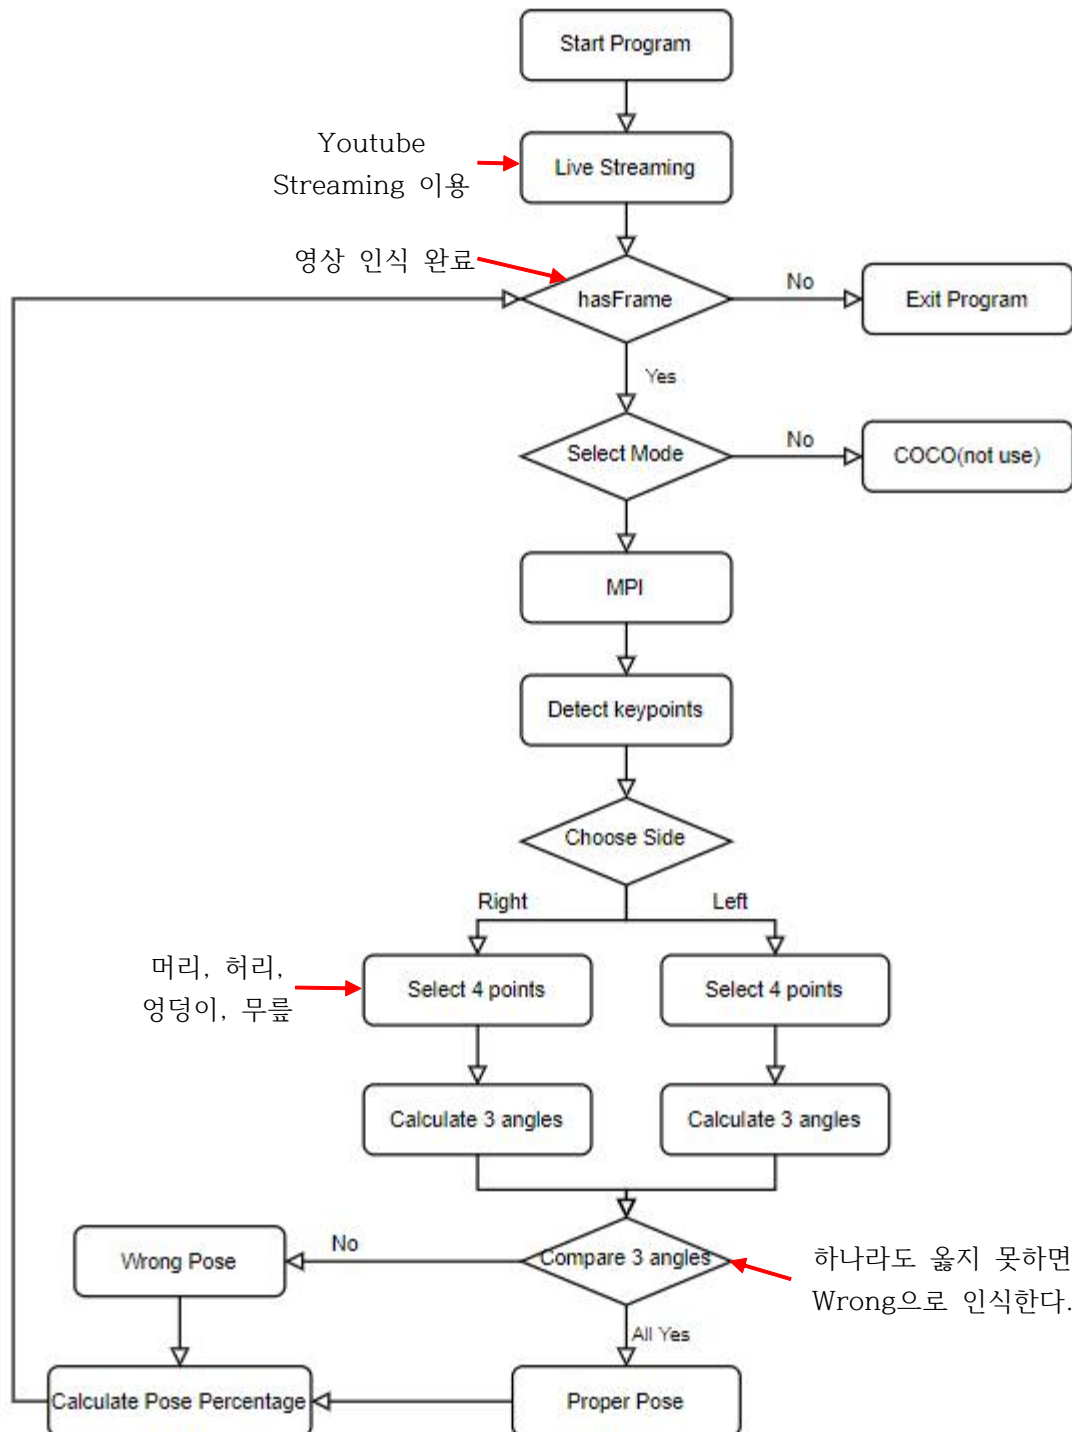 Start Program
Youtube
Streaming 이용
Live Streaming
영상 인식 완료
hasFrame
No
Exit Program
Yes
Select Mode
No
COCO(not use)
MPI
Detect keypoints
Choose Side
Right
Left
머리, 허리,
엉덩이, 무릎
Select 4 points
Select 4 points
Calculate 3 angles
Calculate 3 angles
Wrong Pose
No
Compare 3 angles
하나라도 옳지 못하면
Wrong으로 인식한다.
All Yes
Calculate Pose Percentage
Proper Pose